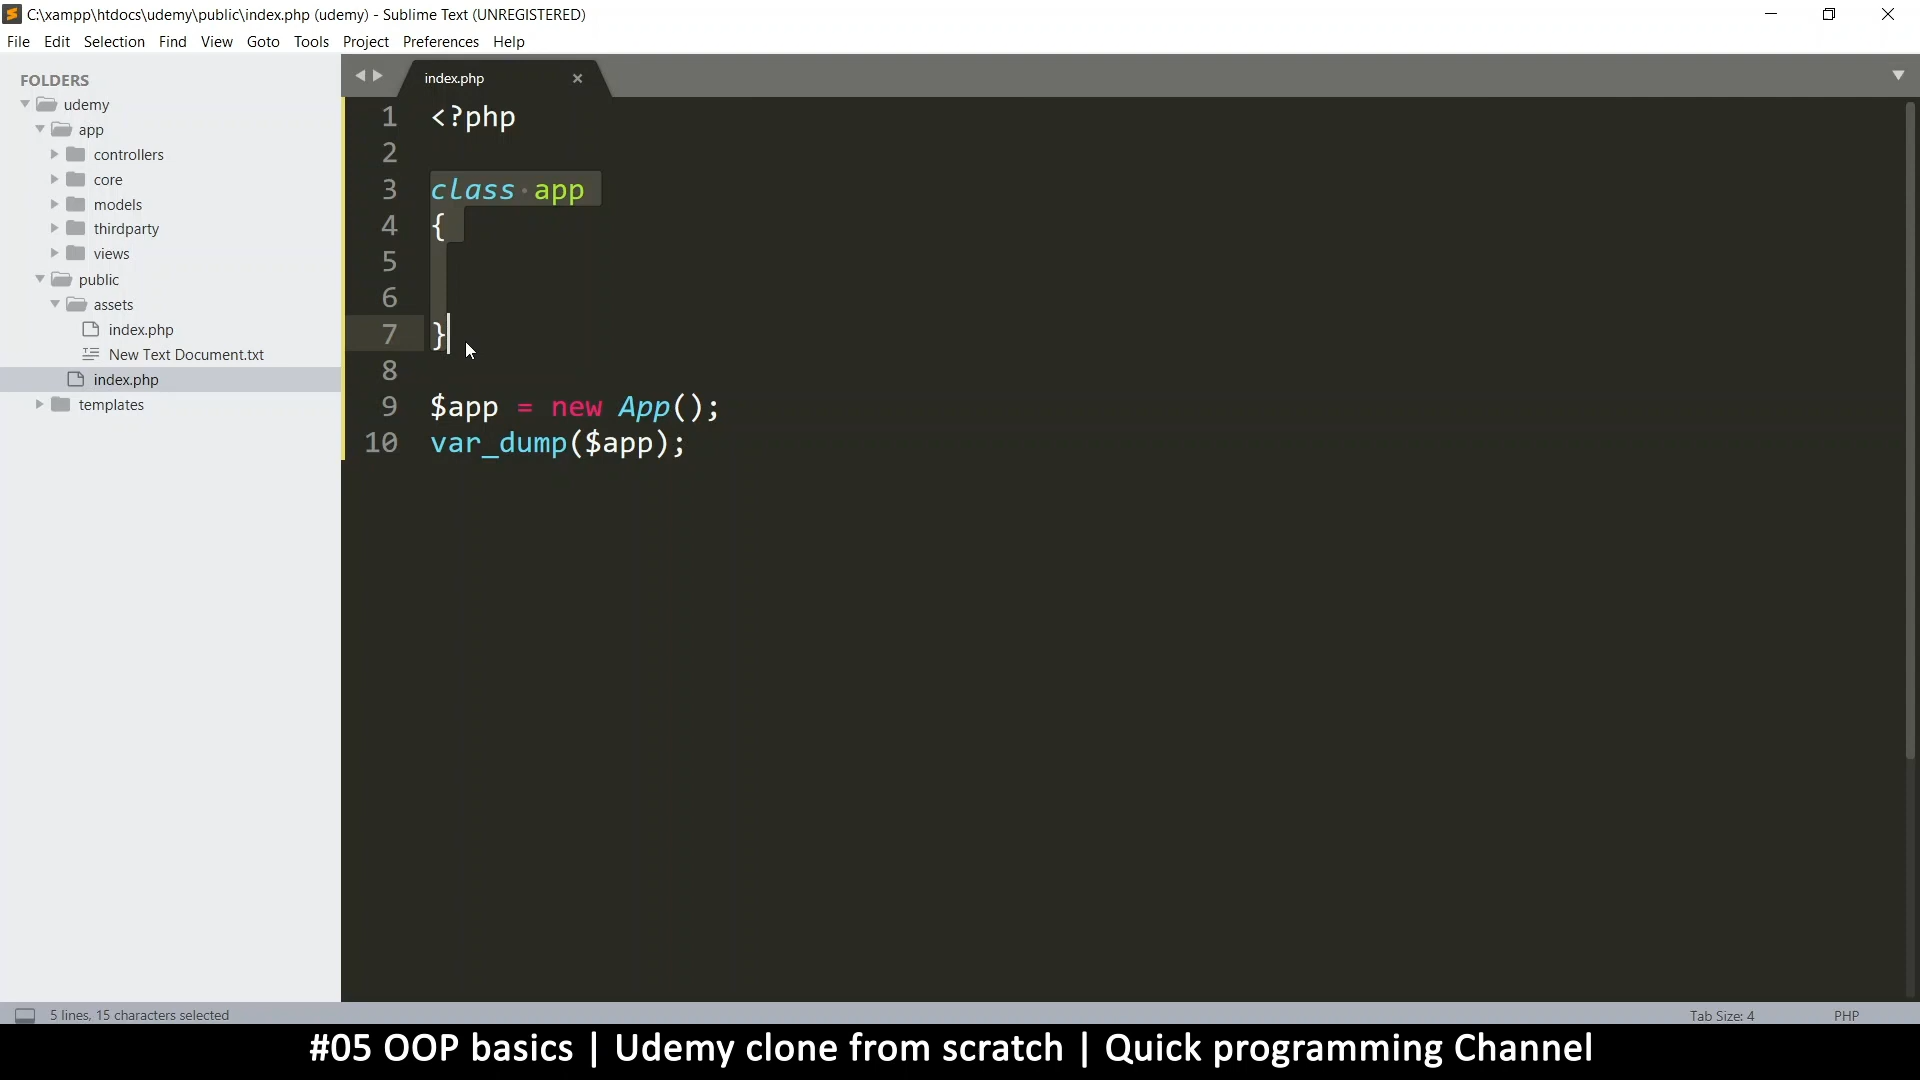 C:\xampp\htdocs\udemy\public\index.php (udemy) - Sublime Text (UNREGISTERED)
File Edit Selection Find View Goto Tools Project Preferences Help
FOLDERS
udemy
app
controllers
core
models
thirdparty
views
public
assets
index.php
New Text Document.txt
index.php
templates
index.php
1 <?php
2
3 class app
4 {
5
6
7 }
8
9 $app = new App();
10 var_dump($app);
5 lines, 15 characters selected
Tab Size: 4
PHP
#05 OOP basics | Udemy clone from scratch | Quick programming Channel